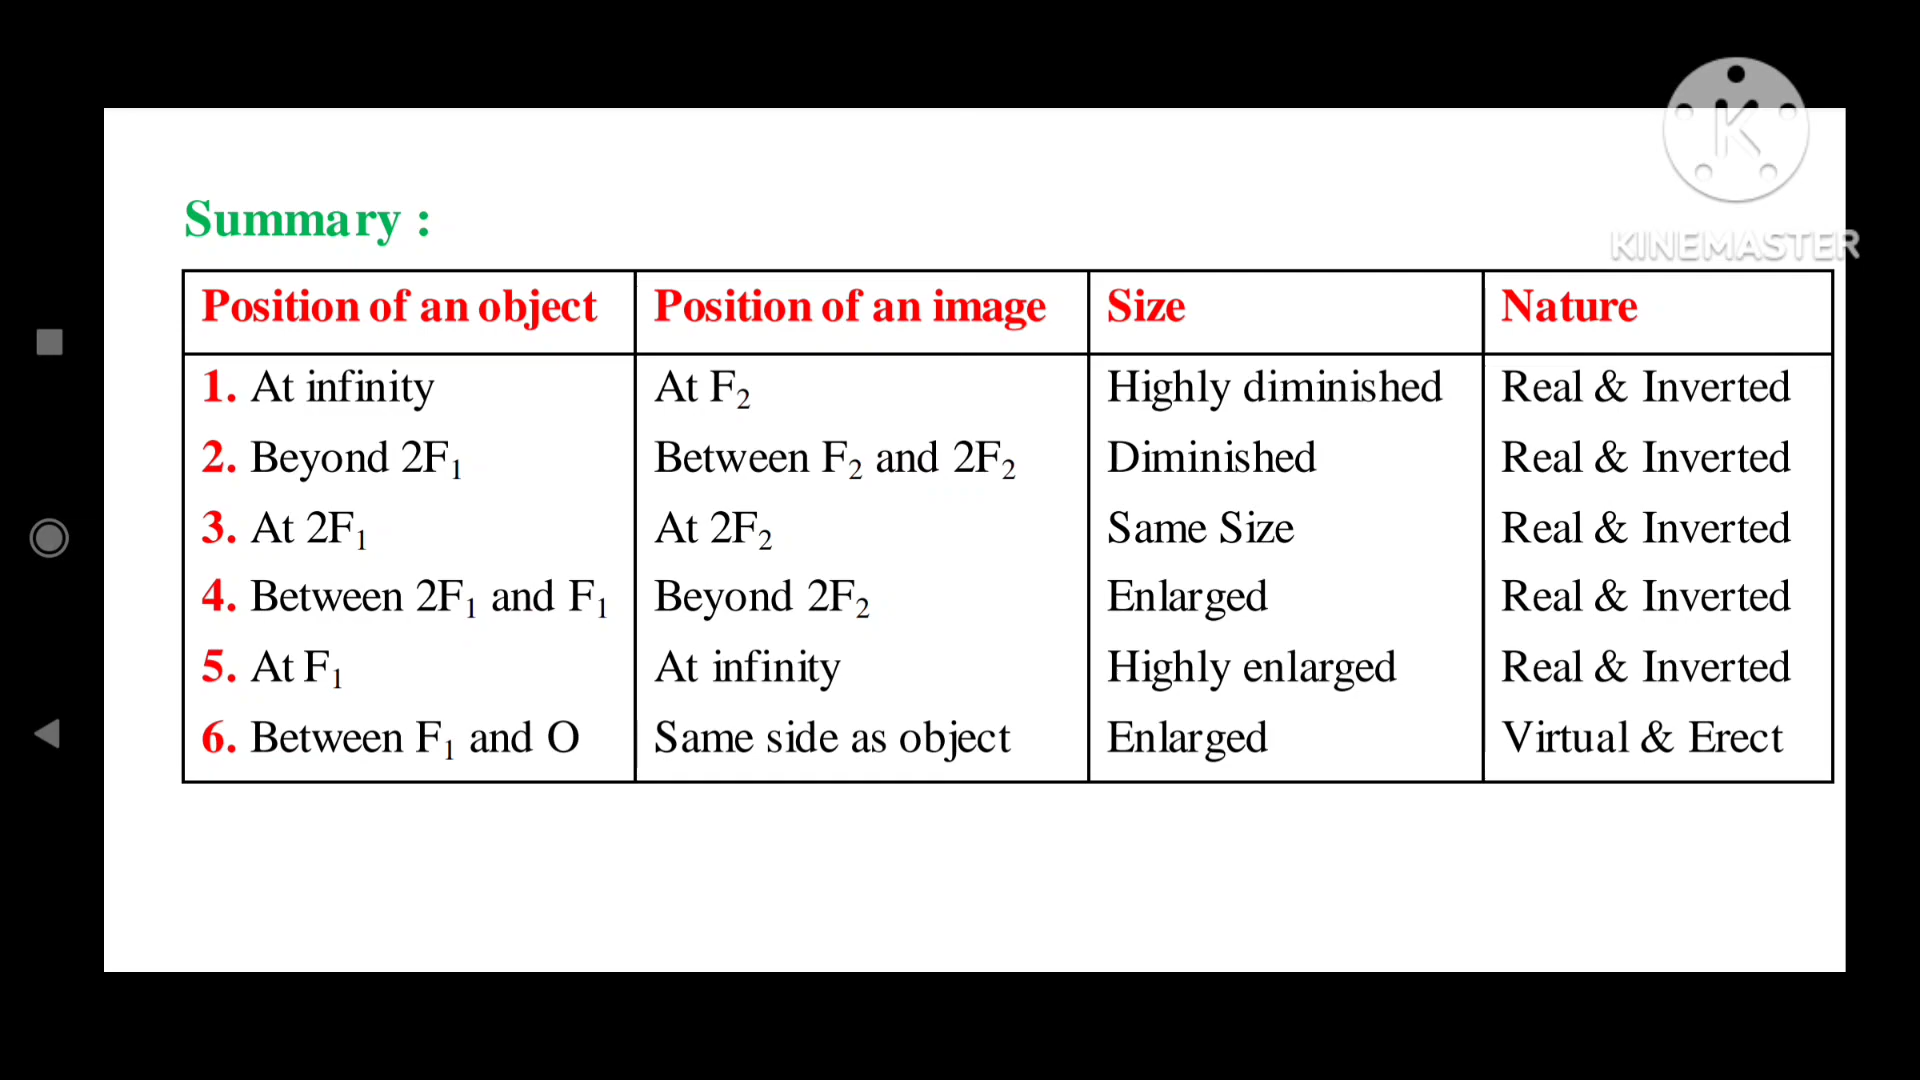 K
KINEMASTER
Summary :
Position of an object Position of an image Size Nature
1. At infinity At F₂ Highly diminished Real & Inverted
2. Beyond 2F₁ Between F₂ and 2F₂ Diminished Real & Inverted
3. At 2F₁ At 2F₂ Same Size Real & Inverted
4. Between 2F₁ and F₁ Beyond 2F₂ Enlarged Real & Inverted
5. At F₁ At infinity Highly enlarged Real & Inverted
6. Between F₁ and O Same side as object Enlarged Virtual & Erect